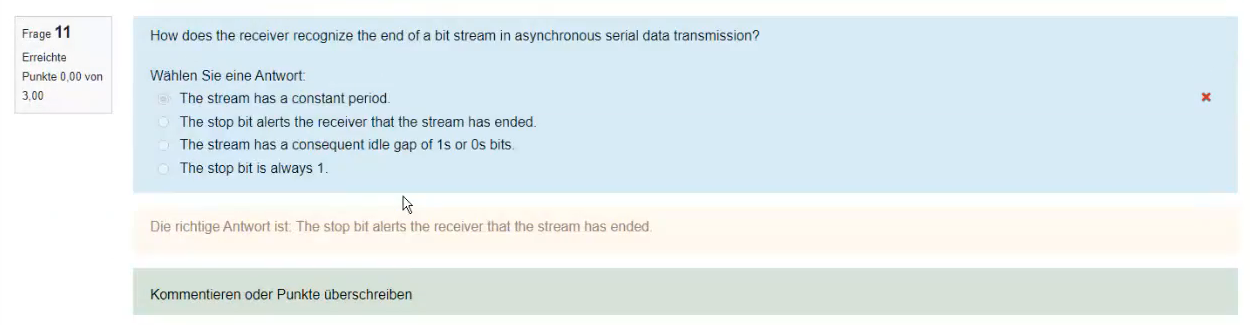 Frage 11
Erreichte
Punkte 0,00 von
3,00
How does the receiver recognize the end of a bit stream in asynchronous serial data transmission?
Wählen Sie eine Antwort:
The stream has a constant period.
The stop bit alerts the receiver that the stream has ended.
The stream has a consequent idle gap of 1s or 0s bits.
The stop bit is always 1.
Die richtige Antwort ist: The stop bit alerts the receiver that the stream has ended.
Kommentieren oder Punkte überschreiben